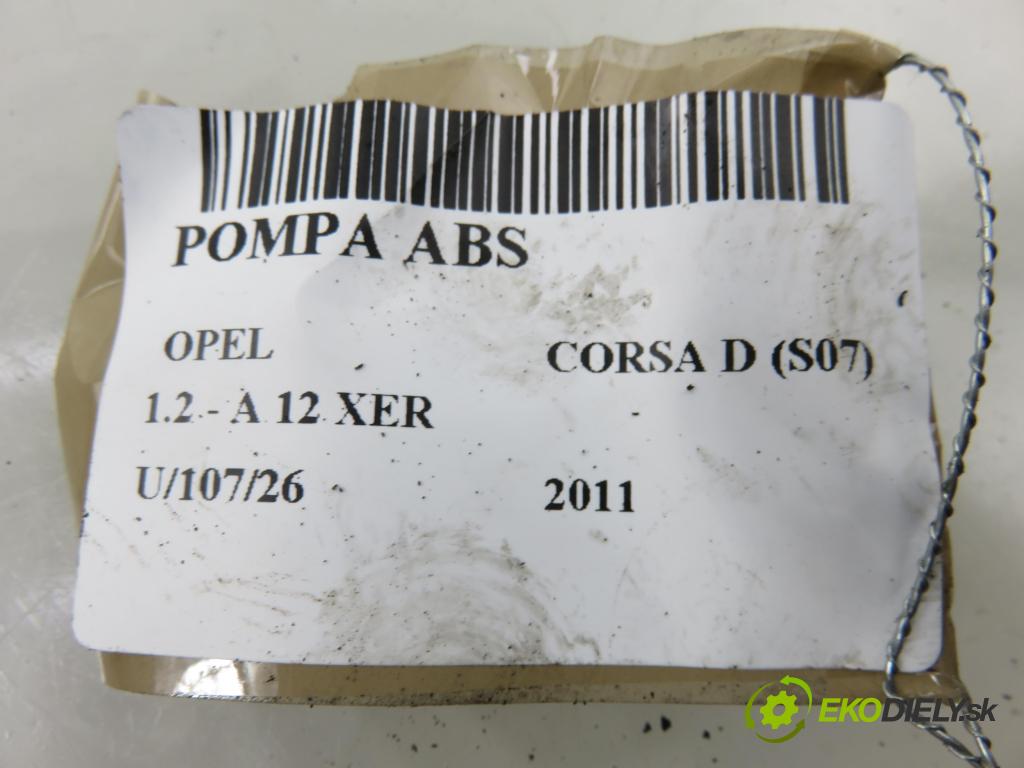 POMPA ABS
OPEL CORSA D (S07)
1.2 - A 12 XER
U/107/26 2011
EKODIELY.sk